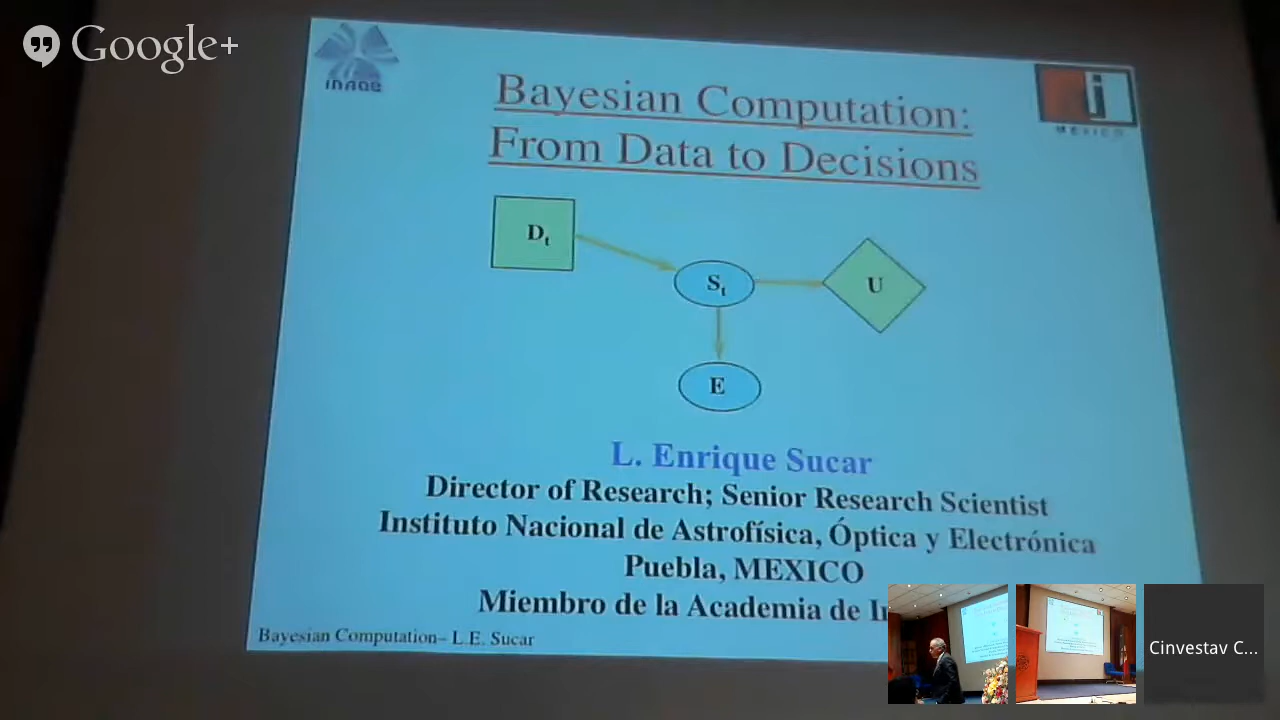 Google+
inaoe
MEXICO
Bayesian Computation:
From Data to Decisions
Dt
St
U
E
L. Enrique Sucar
Director of Research; Senior Research Scientist
Instituto Nacional de Astrofísica, Óptica y Electrónica
Puebla, MEXICO
Miembro de la Academia de
Bayesian Computation– L.E. Sucar
Cinvestav C...